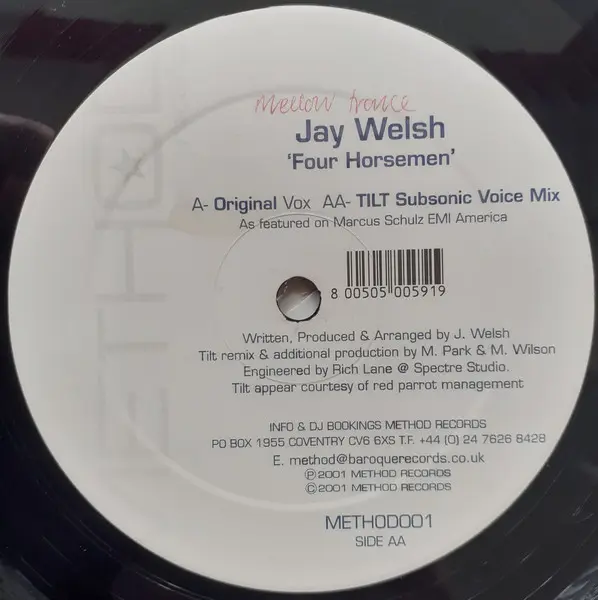 mellow trance
Jay Welsh
'Four Horsemen'
A- Original Vox AA- TILT Subsonic Voice Mix
As featured on Marcus Schulz EMI America
8 00505 005919
Written, Produced & Arranged by J. Welsh
Tilt remix & additional production by M. Park & M. Wilson
Engineered by Rich Lane @ Spectre Studio.
Tilt appear courtesy of red parrot management
INFO & DJ BOOKINGS METHOD RECORDS
PO BOX 1955 COVENTRY CV6 6XS T.F. +44 (0) 24 7626 8428
E. method@baroquerecords.co.uk
Ⓟ2001 METHOD RECORDS
©2001 METHOD RECORDS
METHOD001
SIDE AA